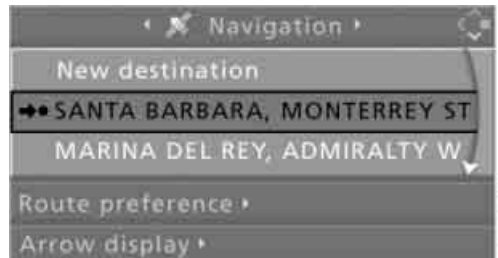 Navigation
New destination
SANTA BARBARA, MONTERREY ST
MARINA DEL REY, ADMIRALTY W
Route preference
Arrow display